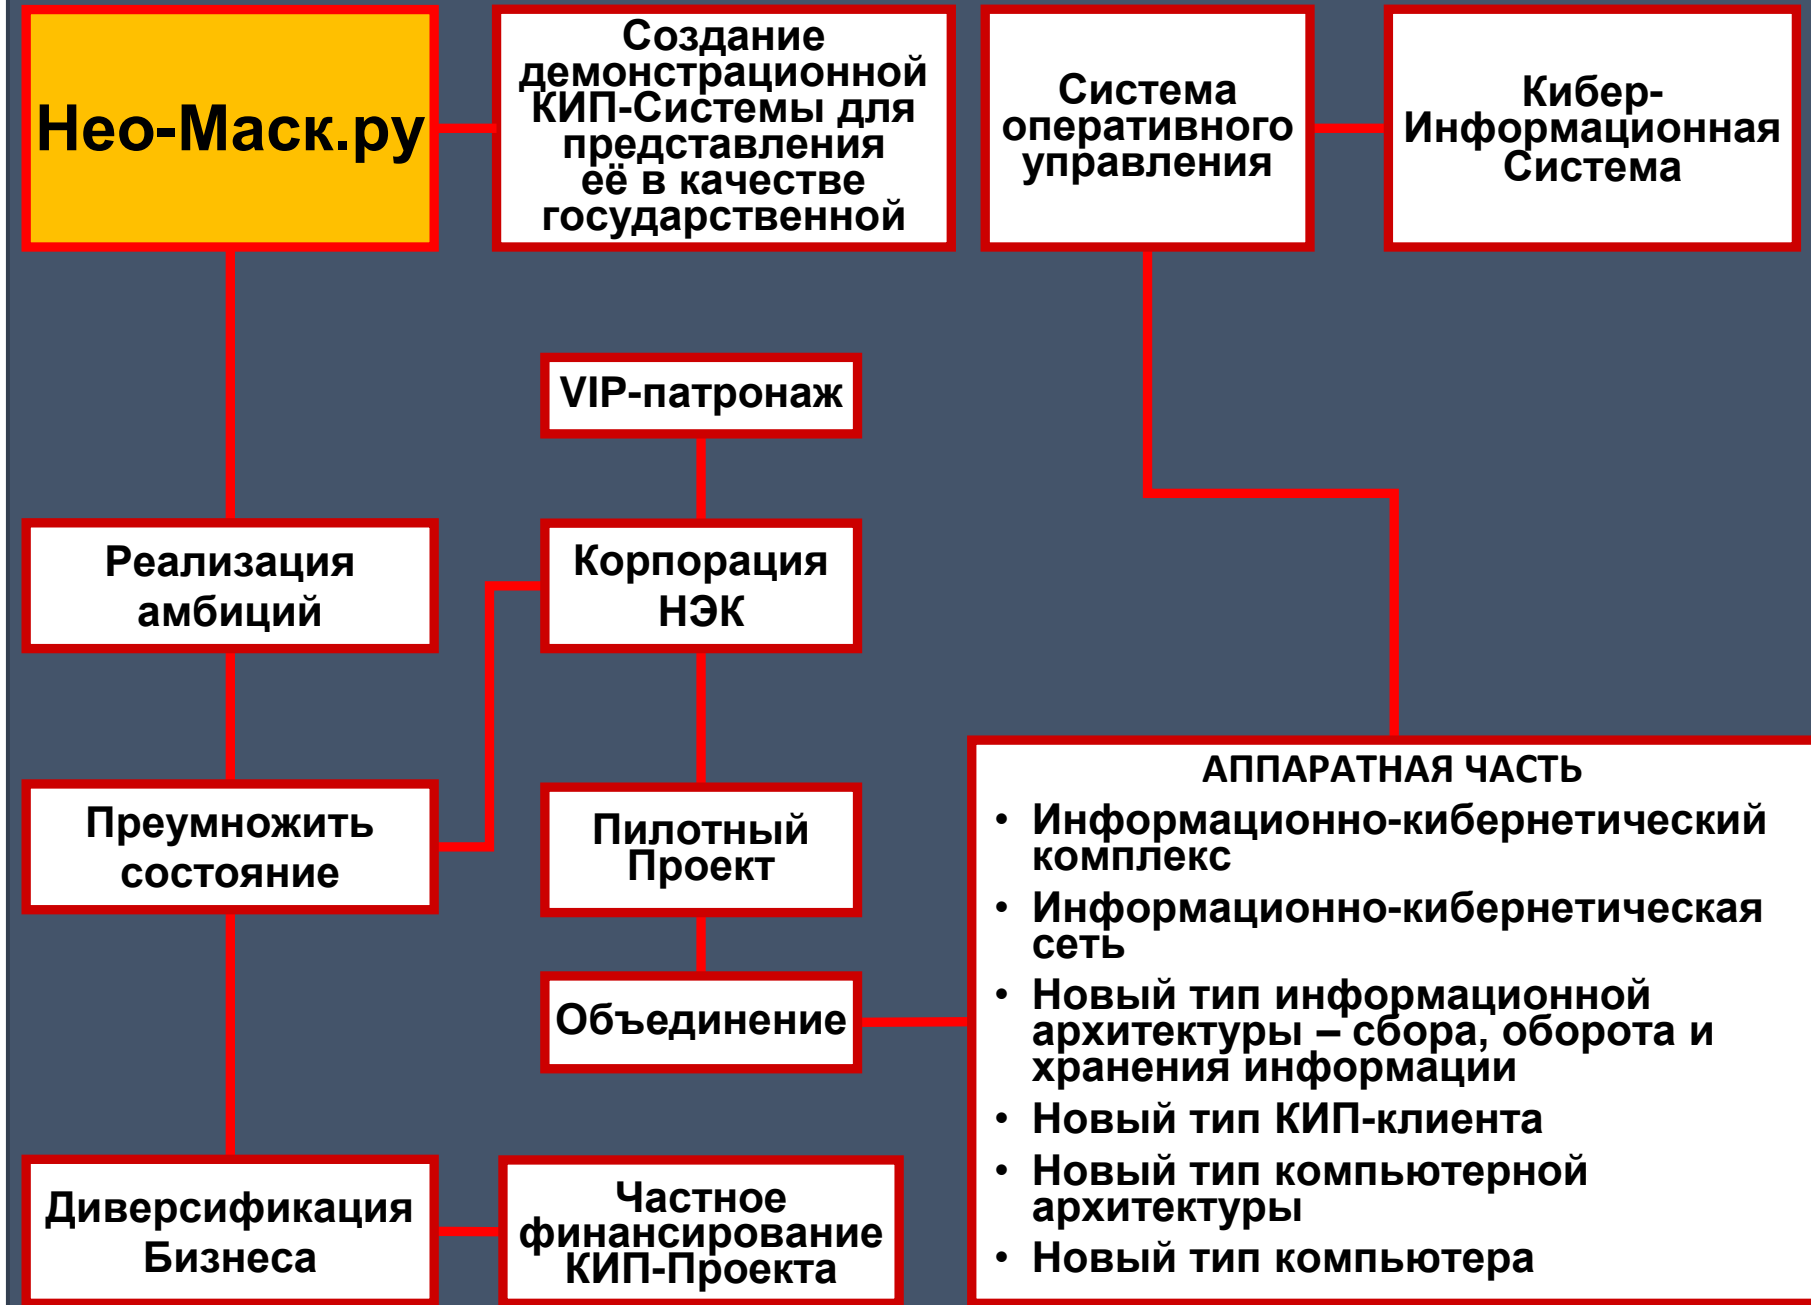 Нео-Маск.ру
Создание
демонстрационной
КИП-Системы для
представления
её в качестве
государственной
Система
оперативного
управления
Кибер-
Информационная
Система
VIP-патронаж
Реализация
амбиций
Корпорация
НЭК
Преумножить
состояние
Пилотный
Проект
Объединение
Диверсификация
Бизнеса
Частное
финансирование
КИП-Проекта
АППАРАТНАЯ ЧАСТЬ
• Информационно-кибернетический
комплекс
• Информационно-кибернетическая
сеть
• Новый тип информационной
архитектуры – сбора, оборота и
хранения информации
• Новый тип КИП-клиента
• Новый тип компьютерной
архитектуры
• Новый тип компьютера